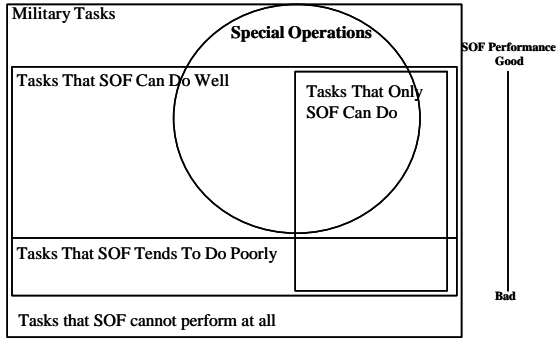 Military Tasks
Special Operations
SOF Performance
Good
Tasks That SOF Can Do Well
Tasks That Only
SOF Can Do
Tasks That SOF Tends To Do Poorly
Bad
Tasks that SOF cannot perform at all